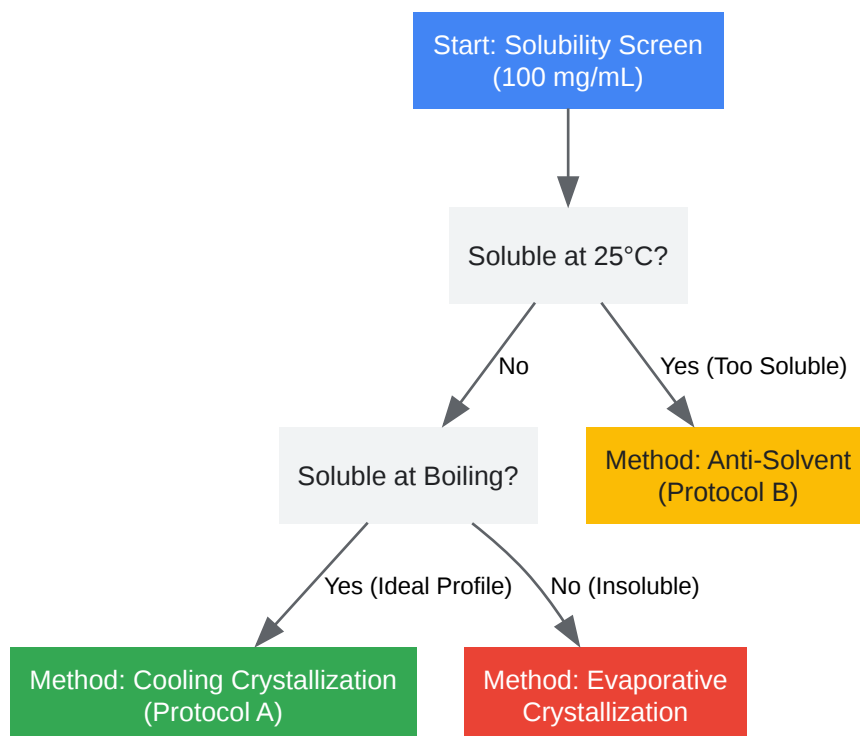 Start: Solubility Screen
(100 mg/mL)
Soluble at 25°C?
No
Yes (Too Soluble)
Soluble at Boiling?
Method: Anti-Solvent
(Protocol B)
Yes (Ideal Profile)
No (Insoluble)
Method: Cooling Crystallization
(Protocol A)
Method: Evaporative
Crystallization